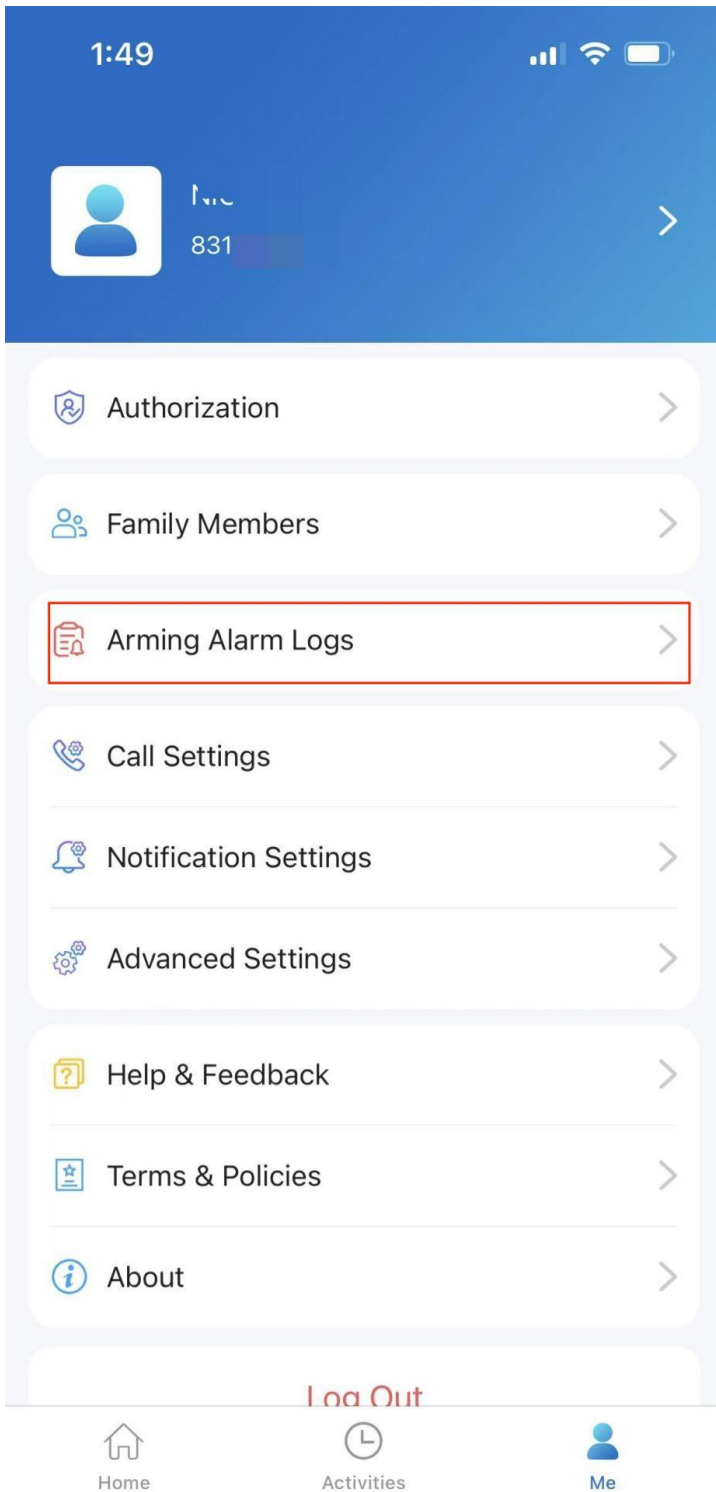 1:49
831
Authorization
Family Members
Arming Alarm Logs
Call Settings
Notification Settings
Advanced Settings
Help & Feedback
Terms & Policies
About
Log Out
Home
Activities
Me